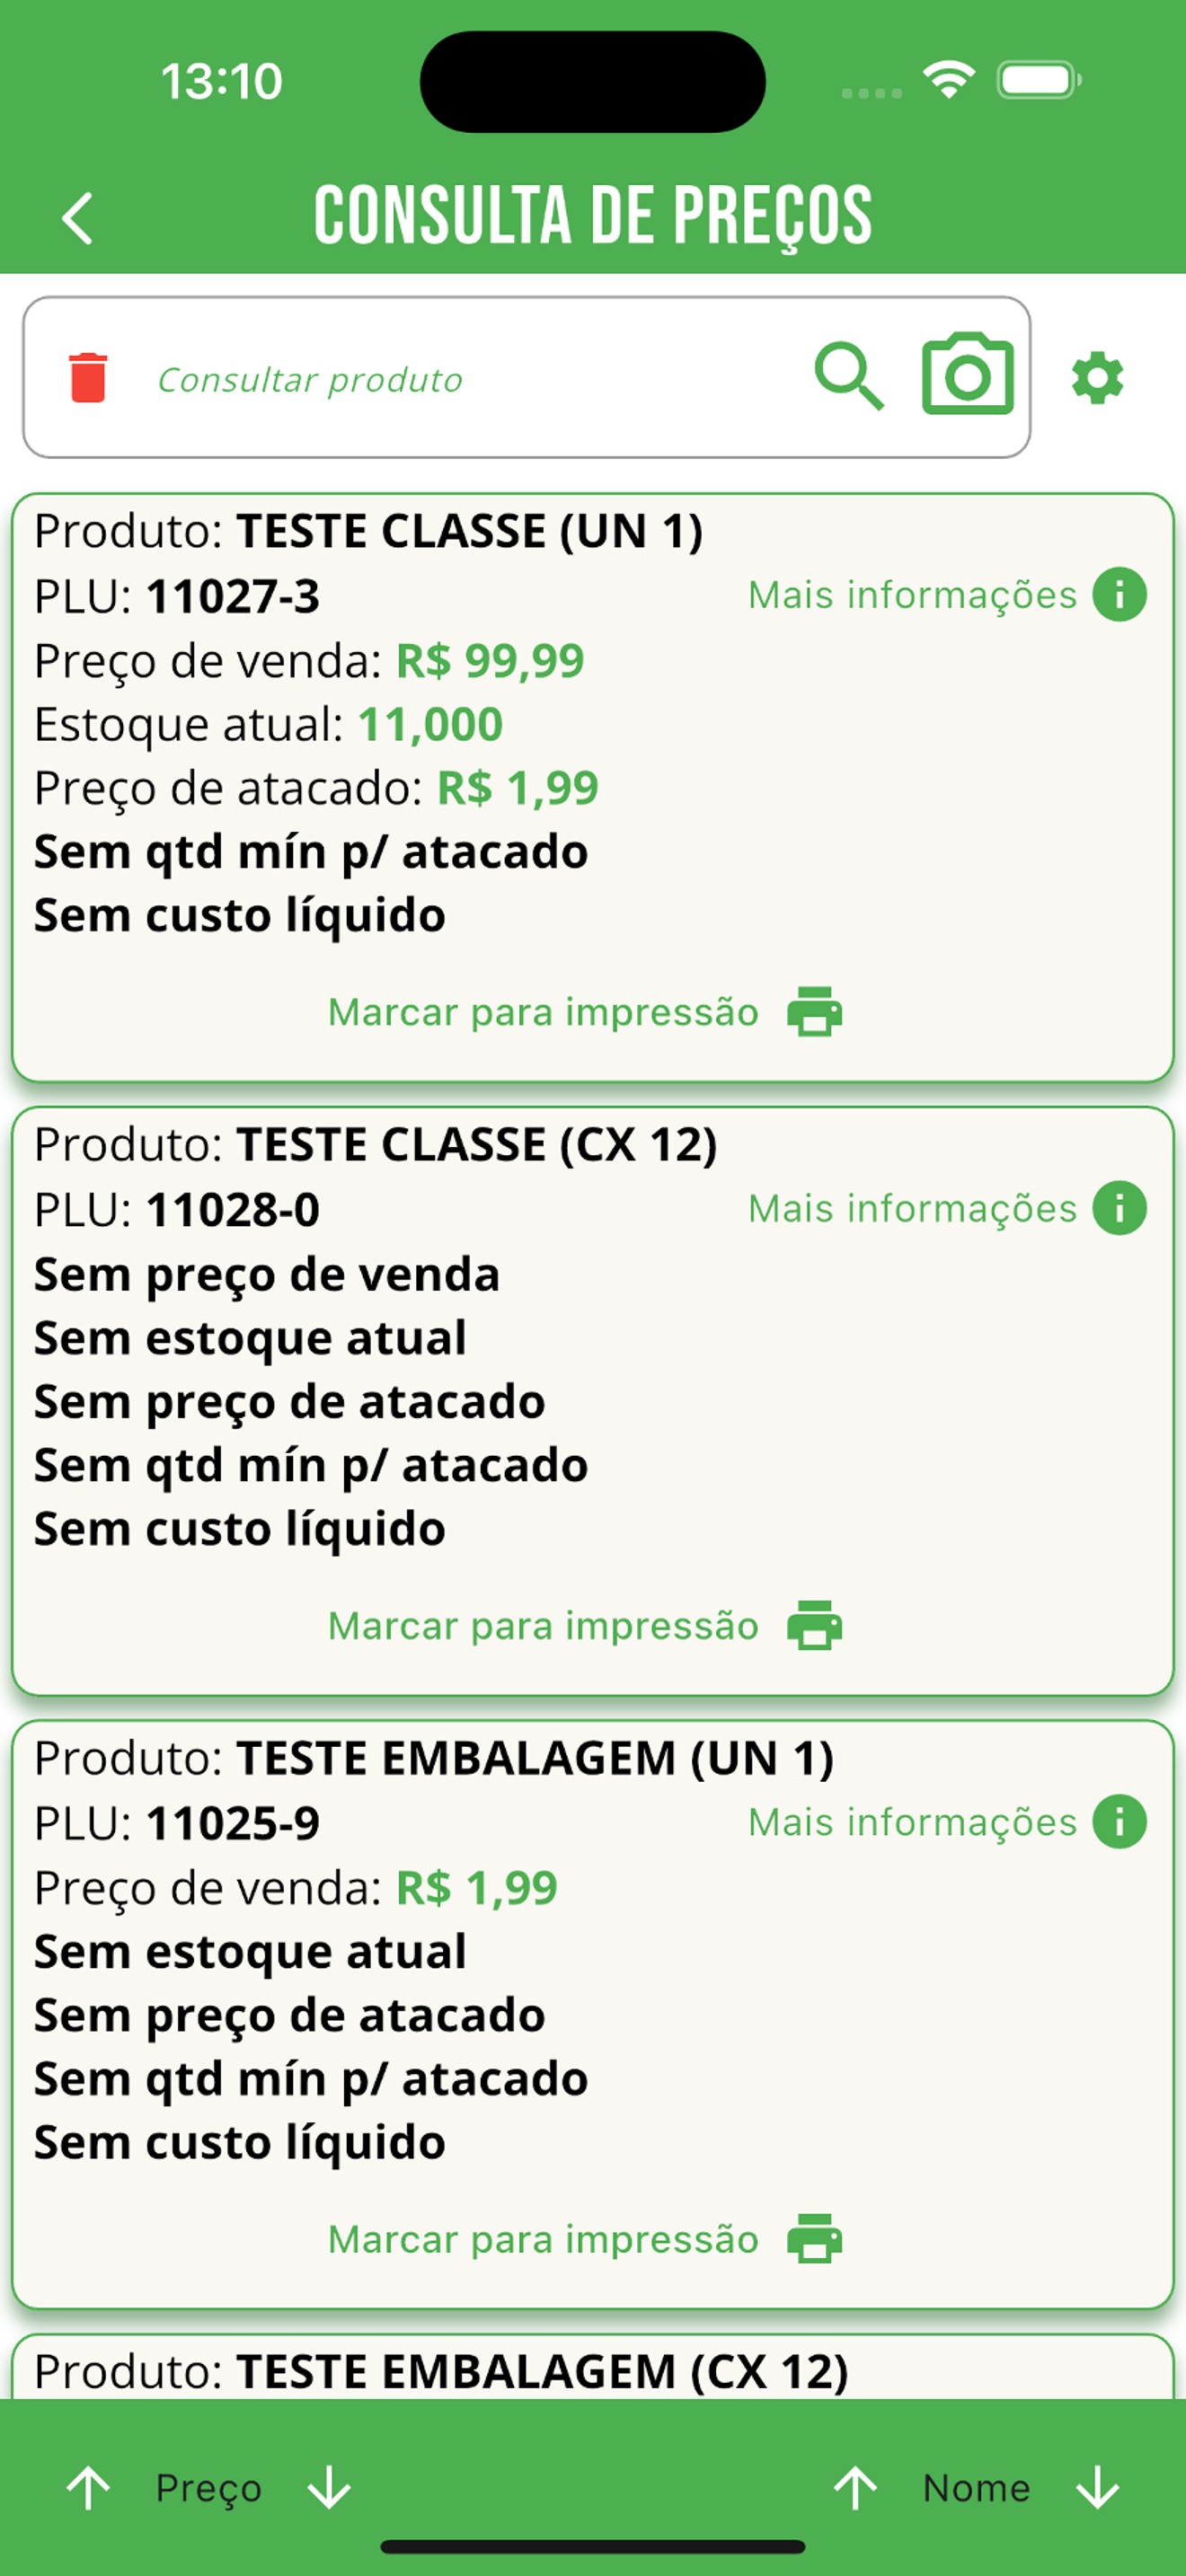 13:10
CONSULTA DE PREÇOS
Consultar produto
Produto: TESTE CLASSE (UN 1)
PLU: 11027-3
Mais informações
Preço de venda: R$ 99,99
Estoque atual: 11,000
Preço de atacado: R$ 1,99
Sem qtd mín p/ atacado
Sem custo líquido
Marcar para impressão
Produto: TESTE CLASSE (CX 12)
PLU: 11028-0
Mais informações
Sem preço de venda
Sem estoque atual
Sem preço de atacado
Sem qtd mín p/ atacado
Sem custo líquido
Marcar para impressão
Produto: TESTE EMBALAGEM (UN 1)
PLU: 11025-9
Mais informações
Preço de venda: R$ 1,99
Sem estoque atual
Sem preço de atacado
Sem qtd mín p/ atacado
Sem custo líquido
Marcar para impressão
Produto: TESTE EMBALAGEM (CX 12)
Preço
Nome